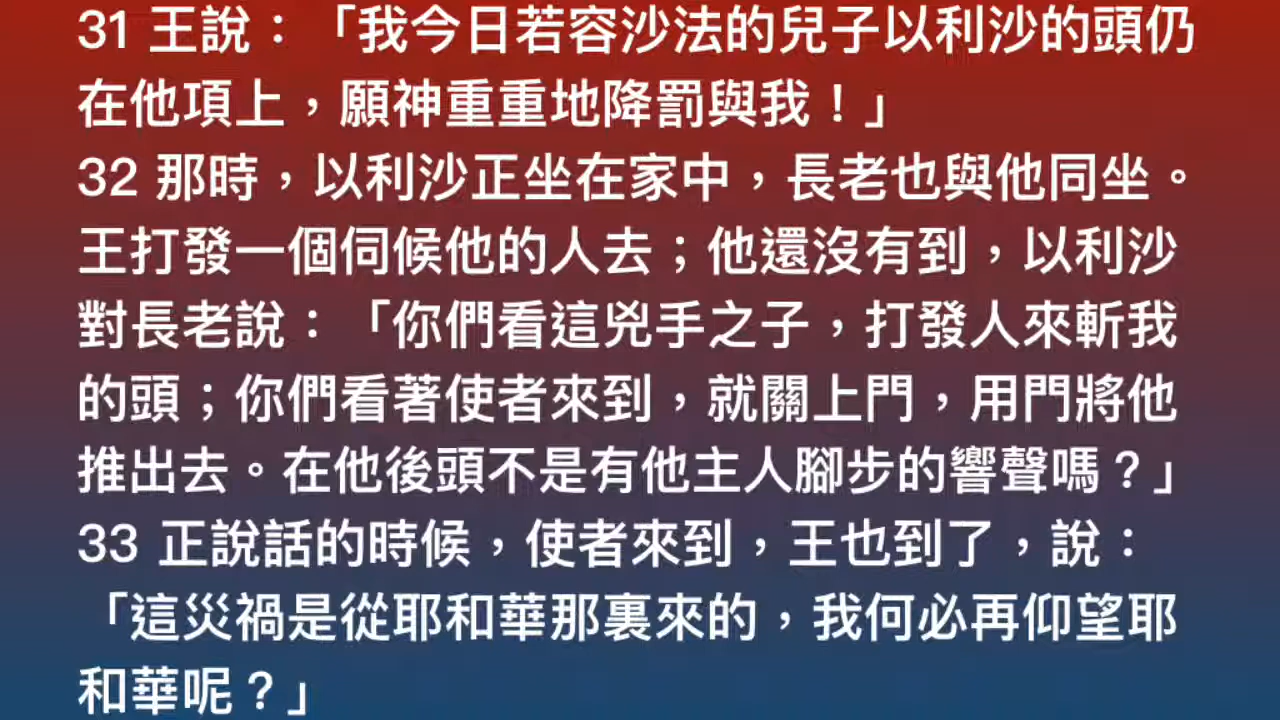 31 王說：「我今日若容沙法的兒子以利沙的頭仍
在他項上，願神重重地降罰與我！」
32 那時，以利沙正坐在家中，長老也與他同坐。
王打發一個伺候他的人去；他還沒有到，以利沙
對長老說：「你們看這兇手之子，打發人來斬我
的頭；你們看著使者來到，就關上門，用門將他
推出去。在他後頭不是有他主人腳步的響聲嗎？」
33 正說話的時候，使者來到，王也到了，說：
「這災禍是從耶和華那裏來的，我何必再仰望耶
和華呢？」